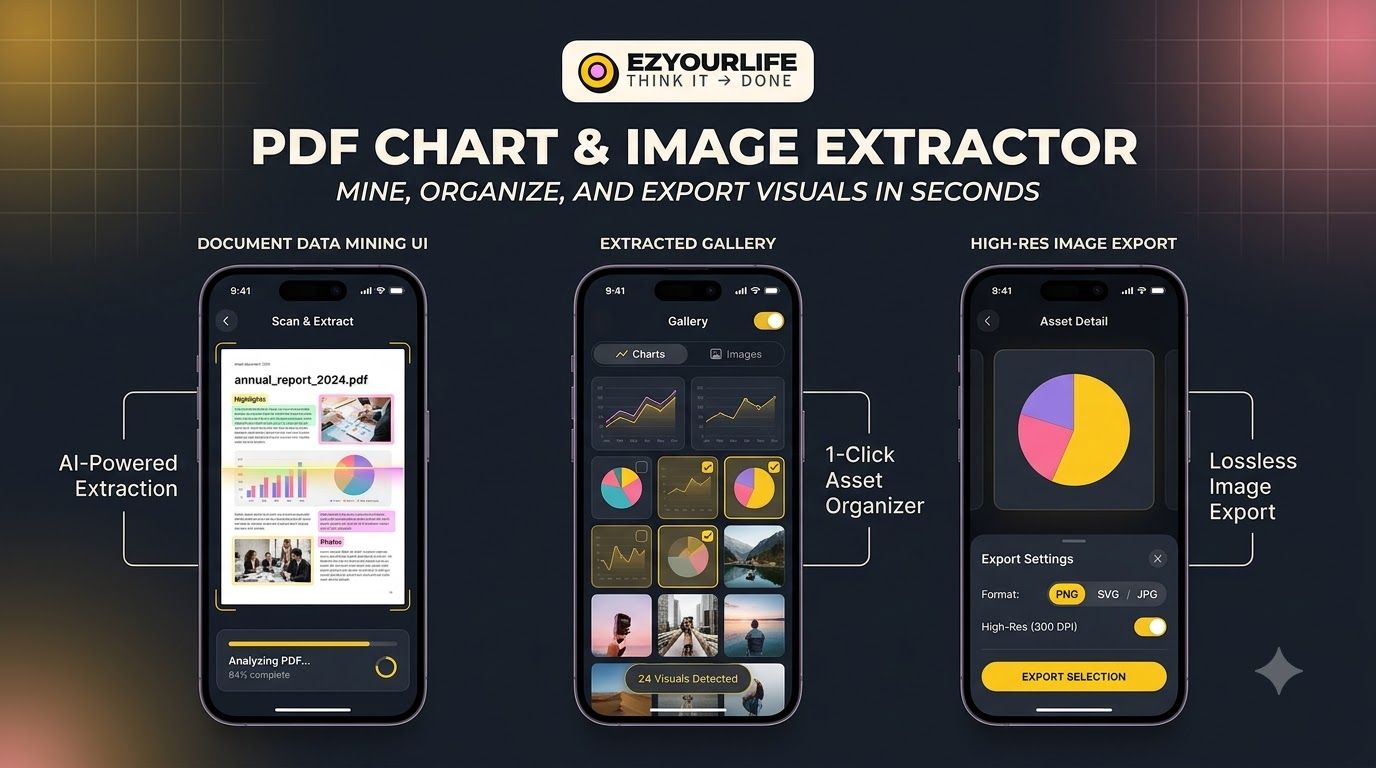 EZYOURLIFE
THINK IT → DONE
PDF CHART & IMAGE EXTRACTOR
MINE, ORGANIZE, AND EXPORT VISUALS IN SECONDS
DOCUMENT DATA MINING UI
9:41
Scan & Extract
annual_report_2024.pdf
Highlights
Photos
Analyzing PDF...
84% complete
AI-Powered
Extraction
EXTRACTED GALLERY
9:41
Gallery
Charts
Images
24 Visuals Detected
1-Click
Asset
Organizer
HIGH-RES IMAGE EXPORT
9:41
Asset Detail
Export Settings
Format: PNG SVG / JPG
High-Res (300 DPI)
EXPORT SELECTION
Lossless
Image
Export